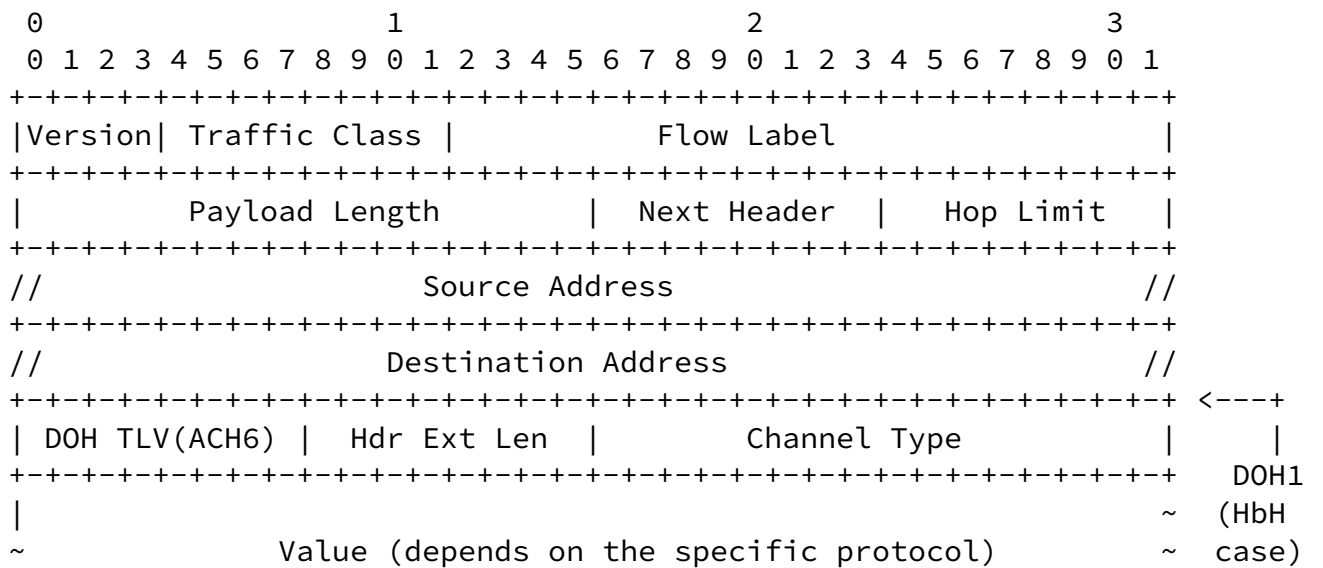 0                   1                   2                   3
 0 1 2 3 4 5 6 7 8 9 0 1 2 3 4 5 6 7 8 9 0 1 2 3 4 5 6 7 8 9 0 1
+-+-+-+-+-+-+-+-+-+-+-+-+-+-+-+-+-+-+-+-+-+-+-+-+-+-+-+-+-+-+-+-+
|Version| Traffic Class |           Flow Label                  |
+-+-+-+-+-+-+-+-+-+-+-+-+-+-+-+-+-+-+-+-+-+-+-+-+-+-+-+-+-+-+-+-+
|         Payload Length        |  Next Header  |   Hop Limit   |
+-+-+-+-+-+-+-+-+-+-+-+-+-+-+-+-+-+-+-+-+-+-+-+-+-+-+-+-+-+-+-+-+
//                     Source Address                          //
+-+-+-+-+-+-+-+-+-+-+-+-+-+-+-+-+-+-+-+-+-+-+-+-+-+-+-+-+-+-+-+-+
//                   Destination Address                       //
+-+-+-+-+-+-+-+-+-+-+-+-+-+-+-+-+-+-+-+-+-+-+-+-+-+-+-+-+-+-+-+-+ <---+
| DOH TLV(ACH6) |  Hdr Ext Len  |        Channel Type           |     |
+-+-+-+-+-+-+-+-+-+-+-+-+-+-+-+-+-+-+-+-+-+-+-+-+-+-+-+-+-+-+-+-+   DOH1
|                                                               ~  (HbH
~              Value (depends on the specific protocol)         ~  case)